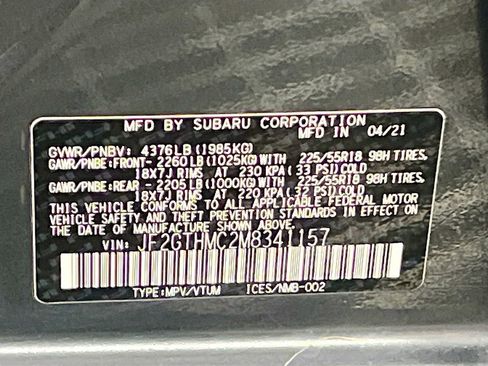 MFD BY SUBARU CORPORATION
MFD IN 04/21
GVWR/PNBV: 4376LB (1985KG)
GAWR/PNBE:FRONT- 2260LB (1025KG) WITH 225/55R18 98H TIRES,
18X7J RIMS AT 230 KPA (33 PSI) COLD
GAWR/PNBE:REAR - 2205LB (1000KG) WITH 225/55R18 98H TIRES,
18X7J RIMS AT 220 KPA (32 PSI) COLD
THIS VEHICLE CONFORMS TO ALL APPLICABLE FEDERAL MOTOR
VEHICLE SAFETY STANDARDS IN EFFECT ON
THE DATE OF MANUFACTURE SHOWN ABOVE.
VIN: JF2GTHMC2M8341157
TYPE:MPV/VTUM ICES/NMB-002